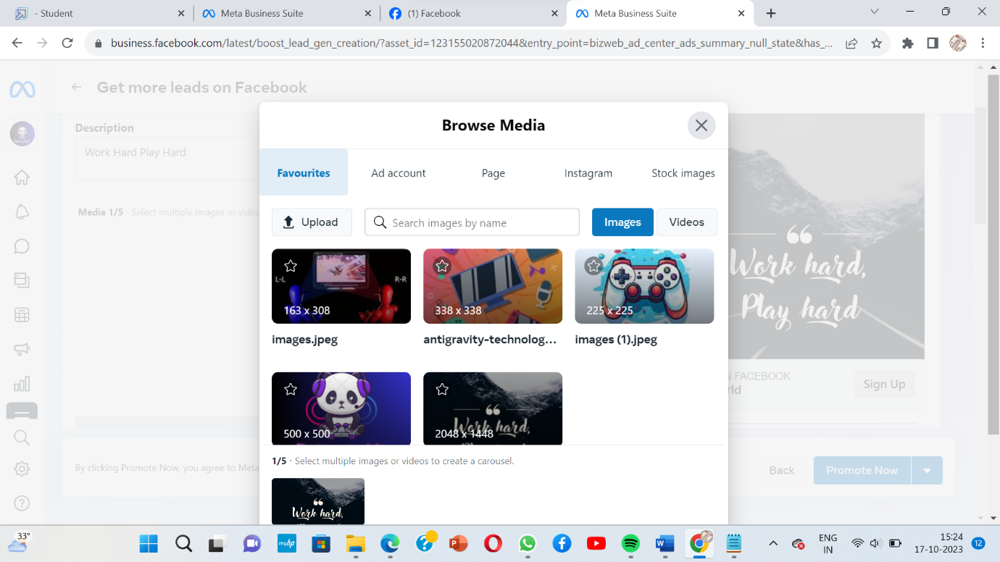 - Student
Meta Business Suite
(1) Facebook
Meta Business Suite
business.facebook.com/latest/boost_lead_gen_creation/?asset_id=123155020872044&entry_point=bizweb_ad_center_ads_summary_null_state&has_...
Get more leads on Facebook
Description
Work Hard Play Hard
Media 1/5 · Select multiple images or video
Browse Media
Favourites
Ad account
Page
Instagram
Stock images
Upload
Search images by name
Images
Videos
L-L
R-R
163 x 308
338 x 338
225 x 225
images.jpeg
antigravity-technolog...
images (1).jpeg
500 x 500
Work hard,
2048 x 1448
1/5 · Select multiple images or videos to create a carousel.
Work hard,
Work hard,
Play hard
N FACEBOOK
rld
Sign Up
By clicking Promote Now, you agree to Meta
Back
Promote Now
33°
myhp
ENG
IN
15:24
17-10-2023
12